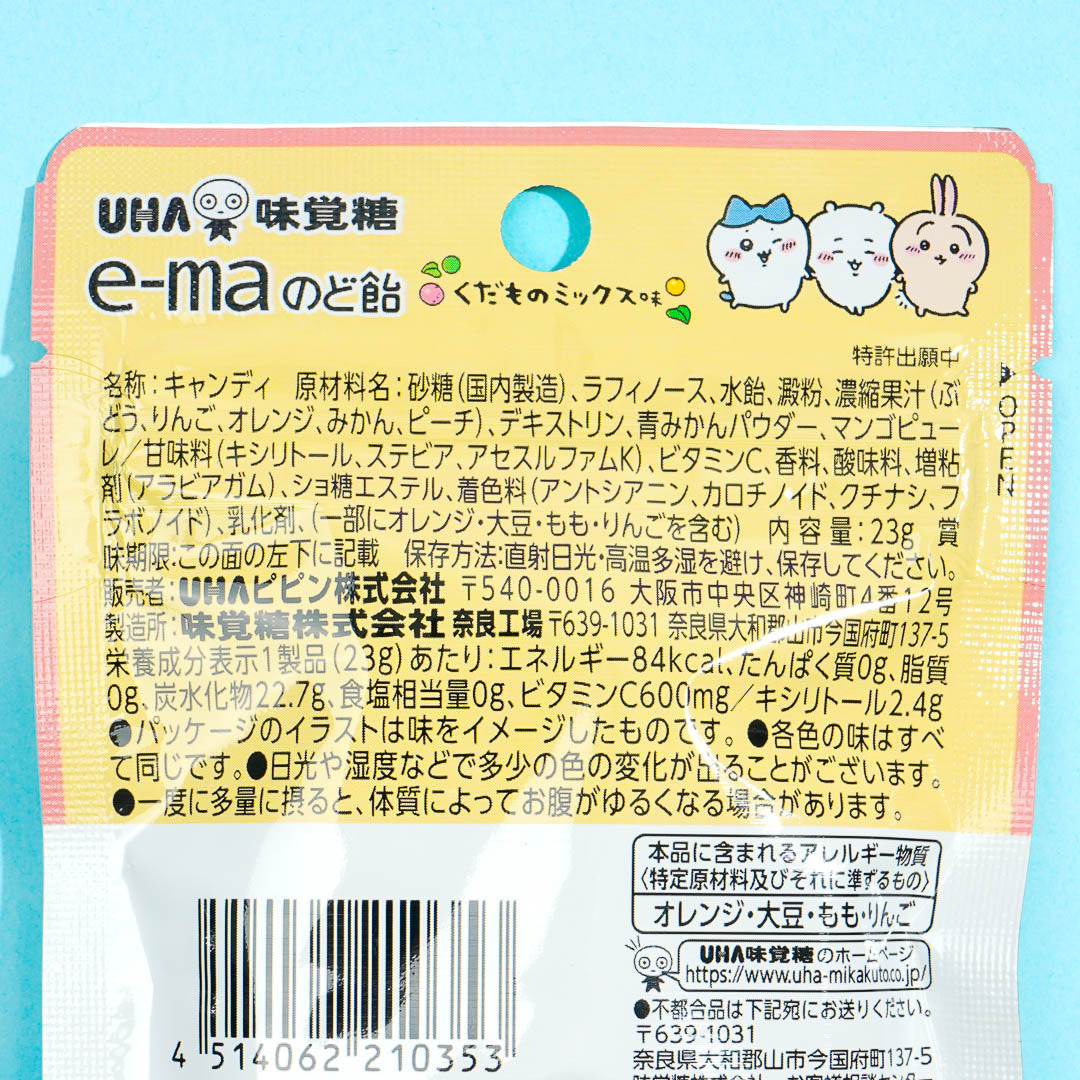 UHA 味覚糖
e-maのど飴 くだものミックス味
特許出願中
OPEN
名称：キャンディ　原材料名：砂糖(国内製造)、ラフィノース、水飴、澱粉、濃縮果汁(ぶ
どう、りんご、オレンジ、みかん、ピーチ)、デキストリン、青みかんパウダー、マンゴピュー
レ／甘味料(キシリトール、ステビア、アセスルファムK)、ビタミンC、香料、酸味料、増粘
剤(アラビアガム)、ショ糖エステル、着色料(アントシアニン、カロチノイド、クチナシ、フ
ラボノイド)、乳化剤、(一部にオレンジ・大豆・もも・りんごを含む)　内容量：23g　賞
味期限：この面の左下に記載　保存方法：直射日光・高温多湿を避け、保存してください。
販売者：UHAピピン株式会社 〒540-0016 大阪市中央区神崎町4番12号
製造所：味覚糖株式会社 奈良工場 〒639-1031 奈良県大和郡山市今国府町137-5
栄養成分表示1製品(23g)あたり：エネルギー84kcal、たんぱく質0g、脂質
0g、炭水化物22.7g、食塩相当量0g、ビタミンC600mg／キシリトール2.4g
●パッケージのイラストは味をイメージしたものです。●各色の味はすべ
て同じです。●日光や湿度などで多少の色の変化が出ることがございます。
●一度に多量に摂ると、体質によってお腹がゆるくなる場合があります。
本品に含まれるアレルギー物質
〈特定原材料及びそれに準ずるもの〉
オレンジ・大豆・もも・りんご
UHA味覚糖のホームページ
https://www.uha-mikakuto.co.jp/
●不都合品は下記宛にお送りください。
〒639-1031
奈良県大和郡山市今国府町137-5
4 514062 210353